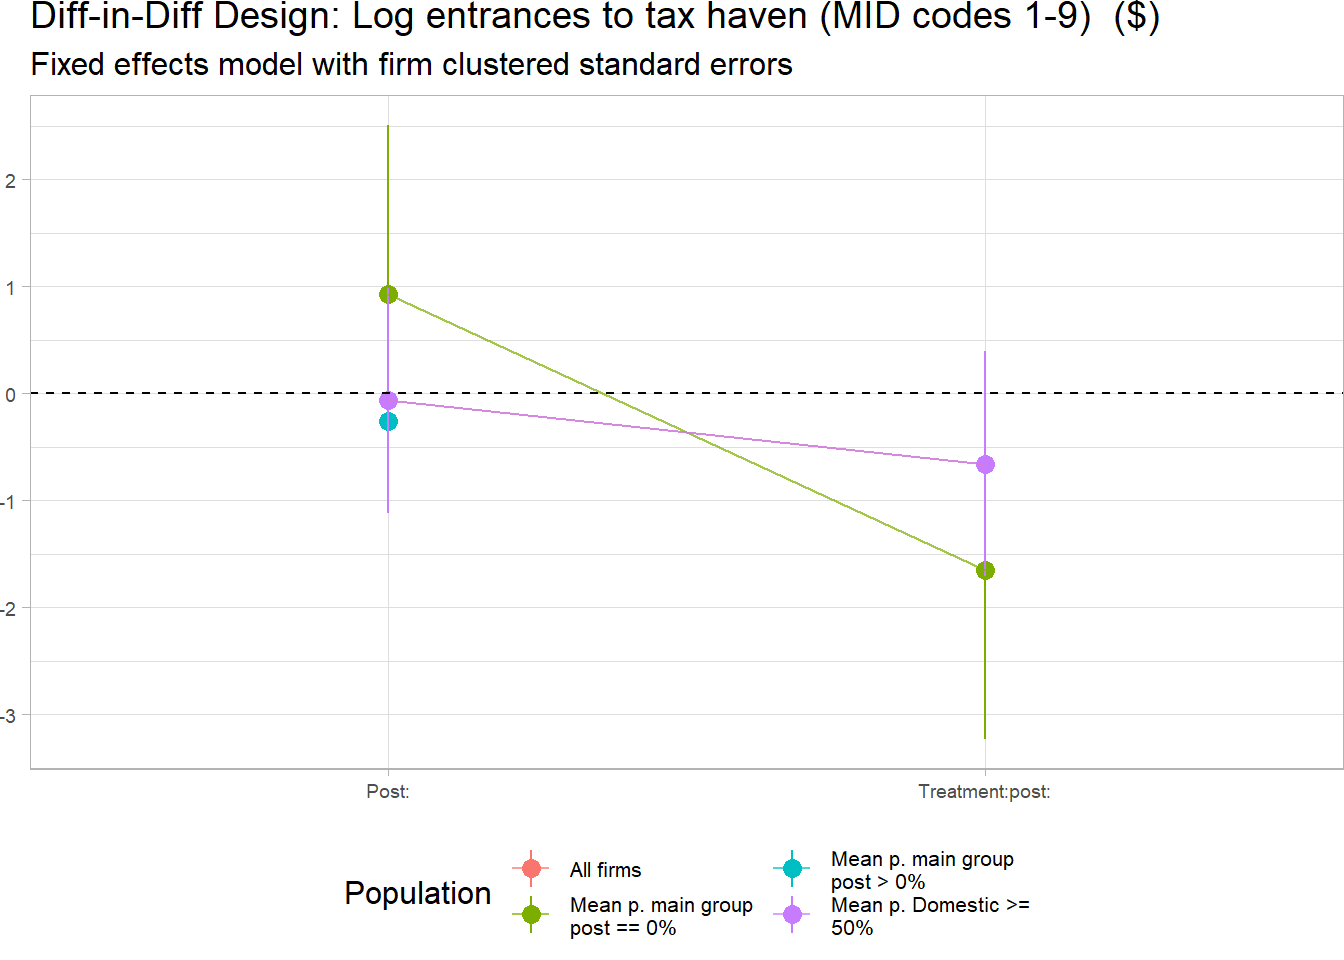 Diff-in-Diff Design: Log entrances to tax haven (MID codes 1-9)  ($)
Fixed effects model with firm clustered standard errors
2
1
0
-1
-2
-3
Post:
Treatment:post:
Population
All firms
Mean p. main group
post == 0%
Mean p. main group
post > 0%
Mean p. Domestic >=
50%